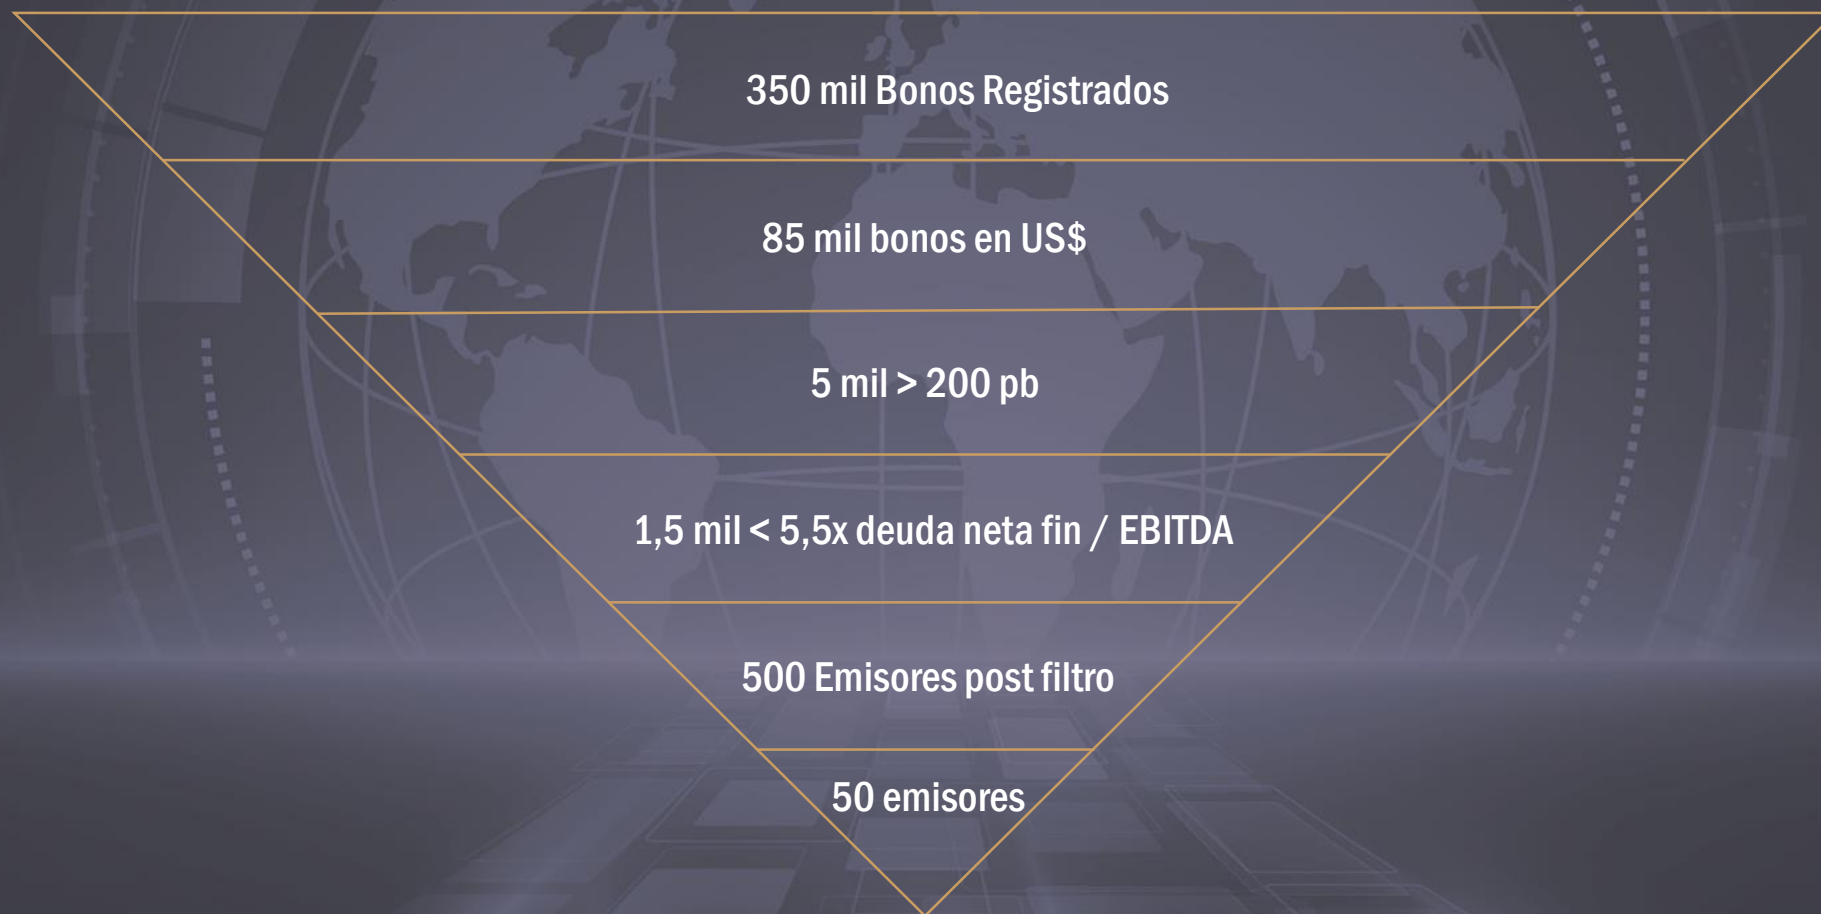 350 mil Bonos Registrados
85 mil bonos en US$
5 mil > 200 pb
1,5 mil < 5,5x deuda neta fin / EBITDA
500 Emisores post filtro
50 emisores